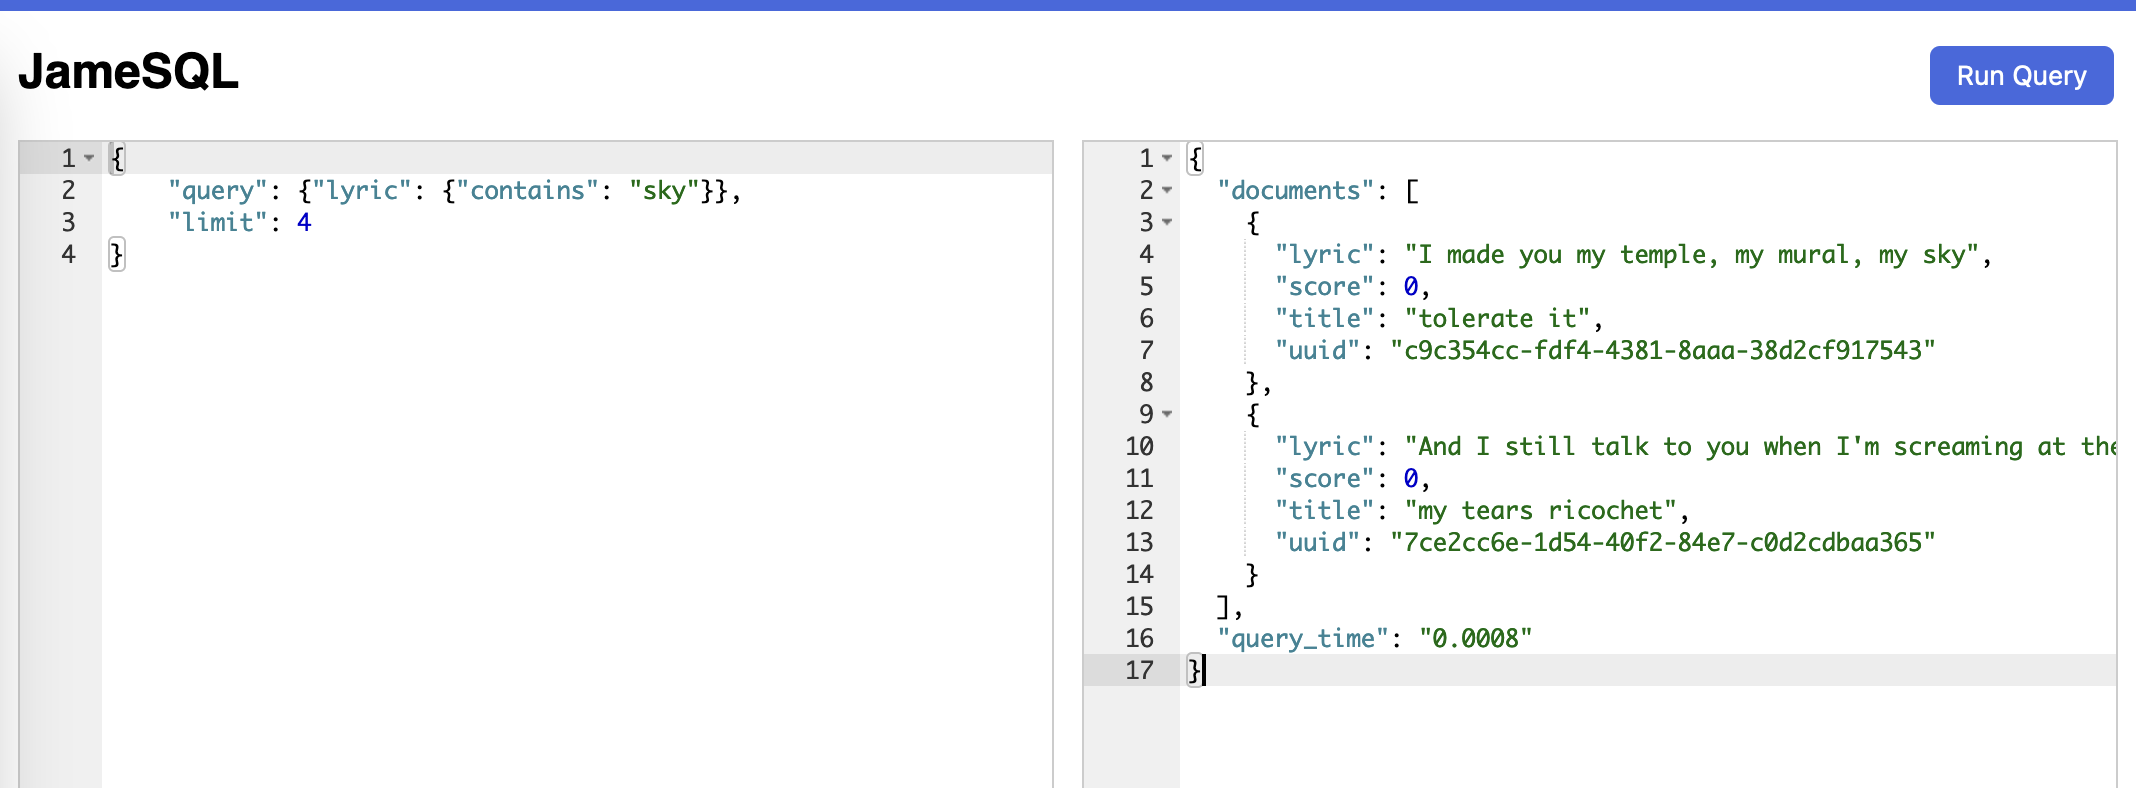 JameSQL
Run Query
1 {
2 "query": {"lyric": {"contains": "sky"}},
3 "limit": 4
4 }
1 {
2 "documents": [
3 {
4 "lyric": "I made you my temple, my mural, my sky",
5 "score": 0,
6 "title": "tolerate it",
7 "uuid": "c9c354cc-fdf4-4381-8aaa-38d2cf917543"
8 },
9 {
10 "lyric": "And I still talk to you when I'm screaming at the
11 "score": 0,
12 "title": "my tears ricochet",
13 "uuid": "7ce2cc6e-1d54-40f2-84e7-c0d2cdbaa365"
14 }
15 ],
16 "query_time": "0.0008"
17 }